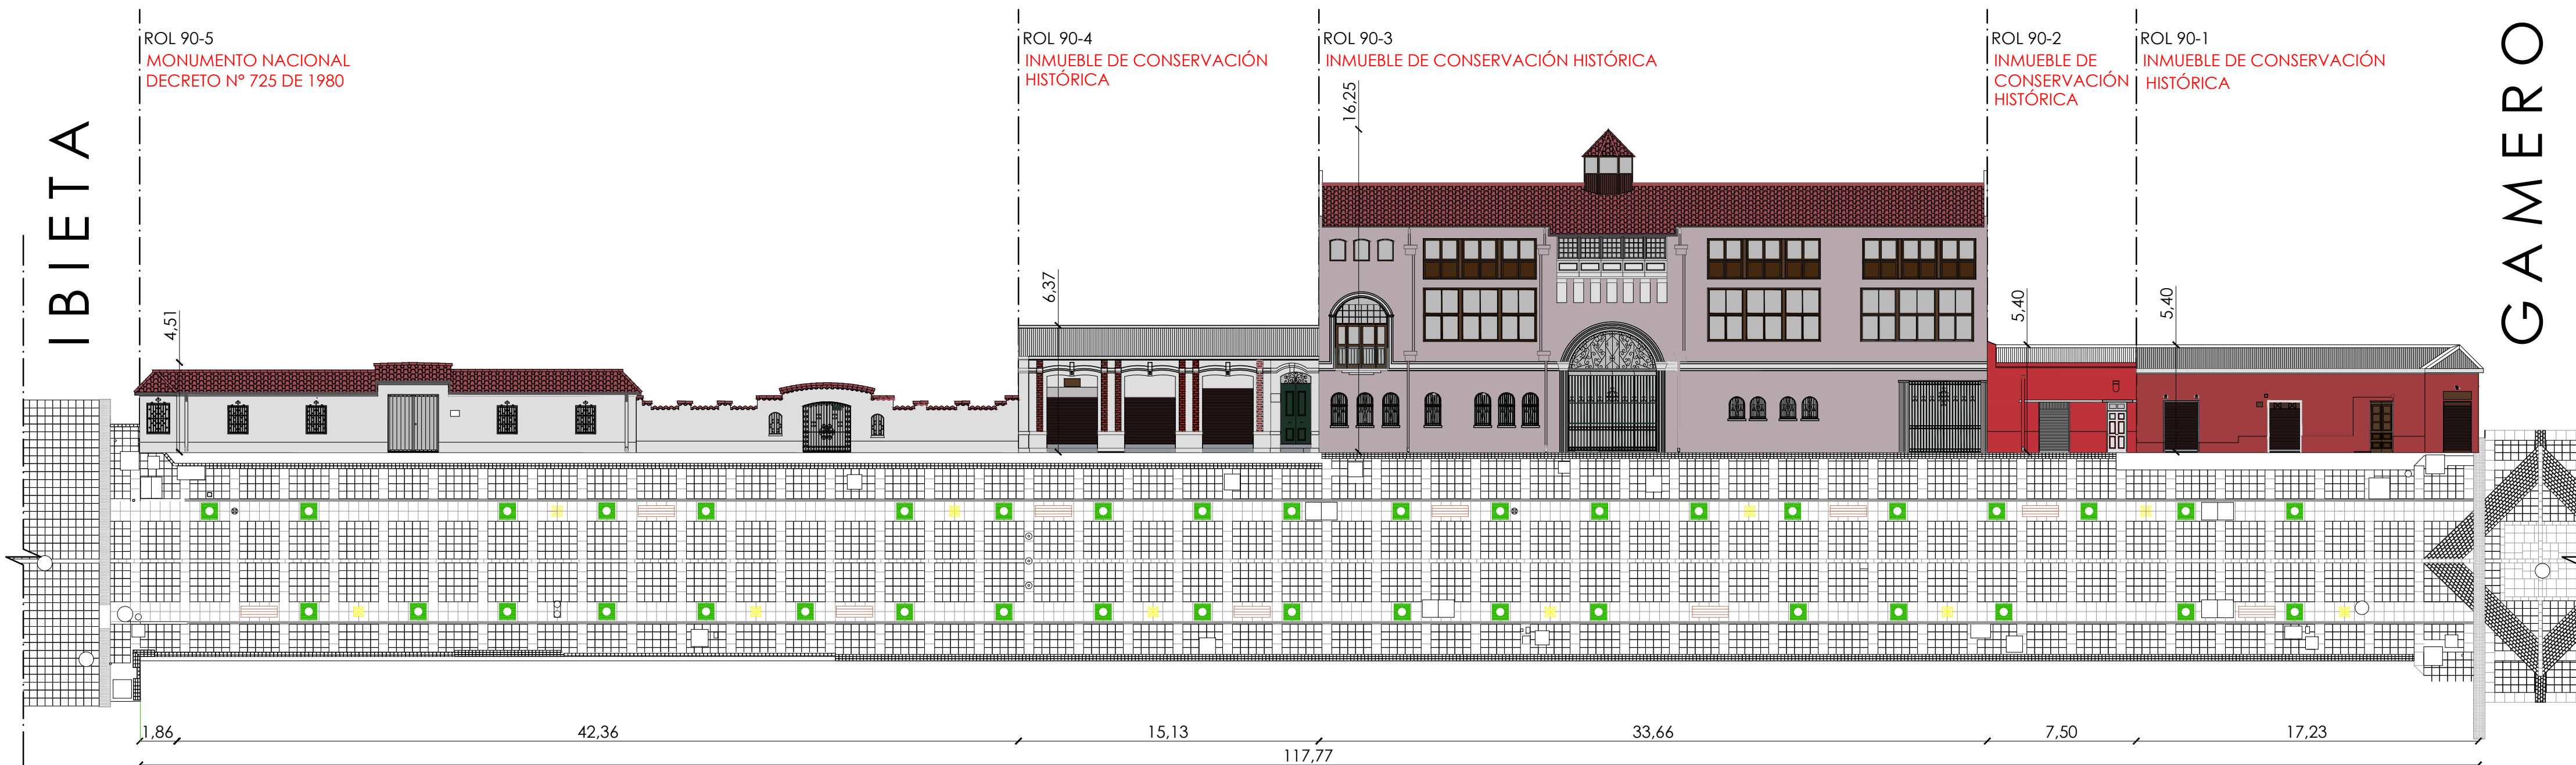 IBIETA
ROL 90-5
MONUMENTO NACIONAL
DECRETO Nº 725 DE 1980
ROL 90-4
INMUEBLE DE CONSERVACIÓN
HISTÓRICA
ROL 90-3
INMUEBLE DE CONSERVACIÓN HISTÓRICA
ROL 90-2
INMUEBLE DE
CONSERVACIÓN
HISTÓRICA
ROL 90-1
INMUEBLE DE CONSERVACIÓN
HISTÓRICA
GAMERO
4,51
6,37
16,25
5,40
5,40
1,86
42,36
15,13
33,66
7,50
17,23
117,77